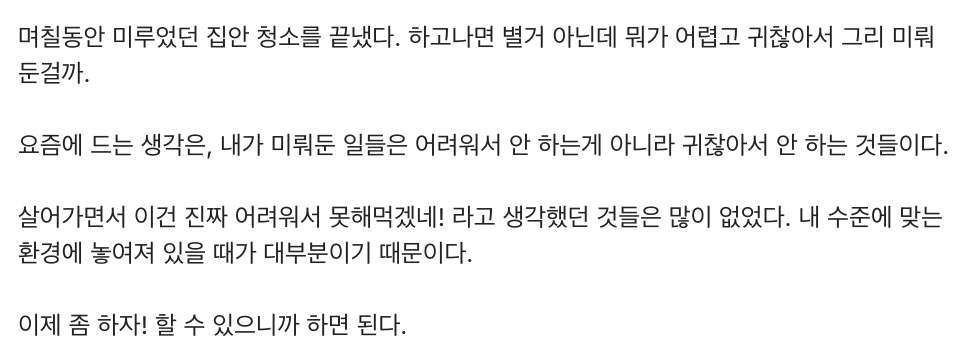 며칠동안 미루었던 집안 청소를 끝냈다. 하고나면 별거 아닌데 뭐가 어렵고 귀찮아서 그리 미뤄
둔걸까.
요즘에 드는 생각은, 내가 미뤄둔 일들은 어려워서 안 하는게 아니라 귀찮아서 안 하는 것들이다.
살어가면서 이건 진짜 어려워서 못해먹겠네! 라고 생각했던 것들은 많이 없었다. 내 수준에 맞는
환경에 놓여져 있을 때가 대부분이기 때문이다.
이제 좀 하자! 할 수 있으니까 하면 된다.